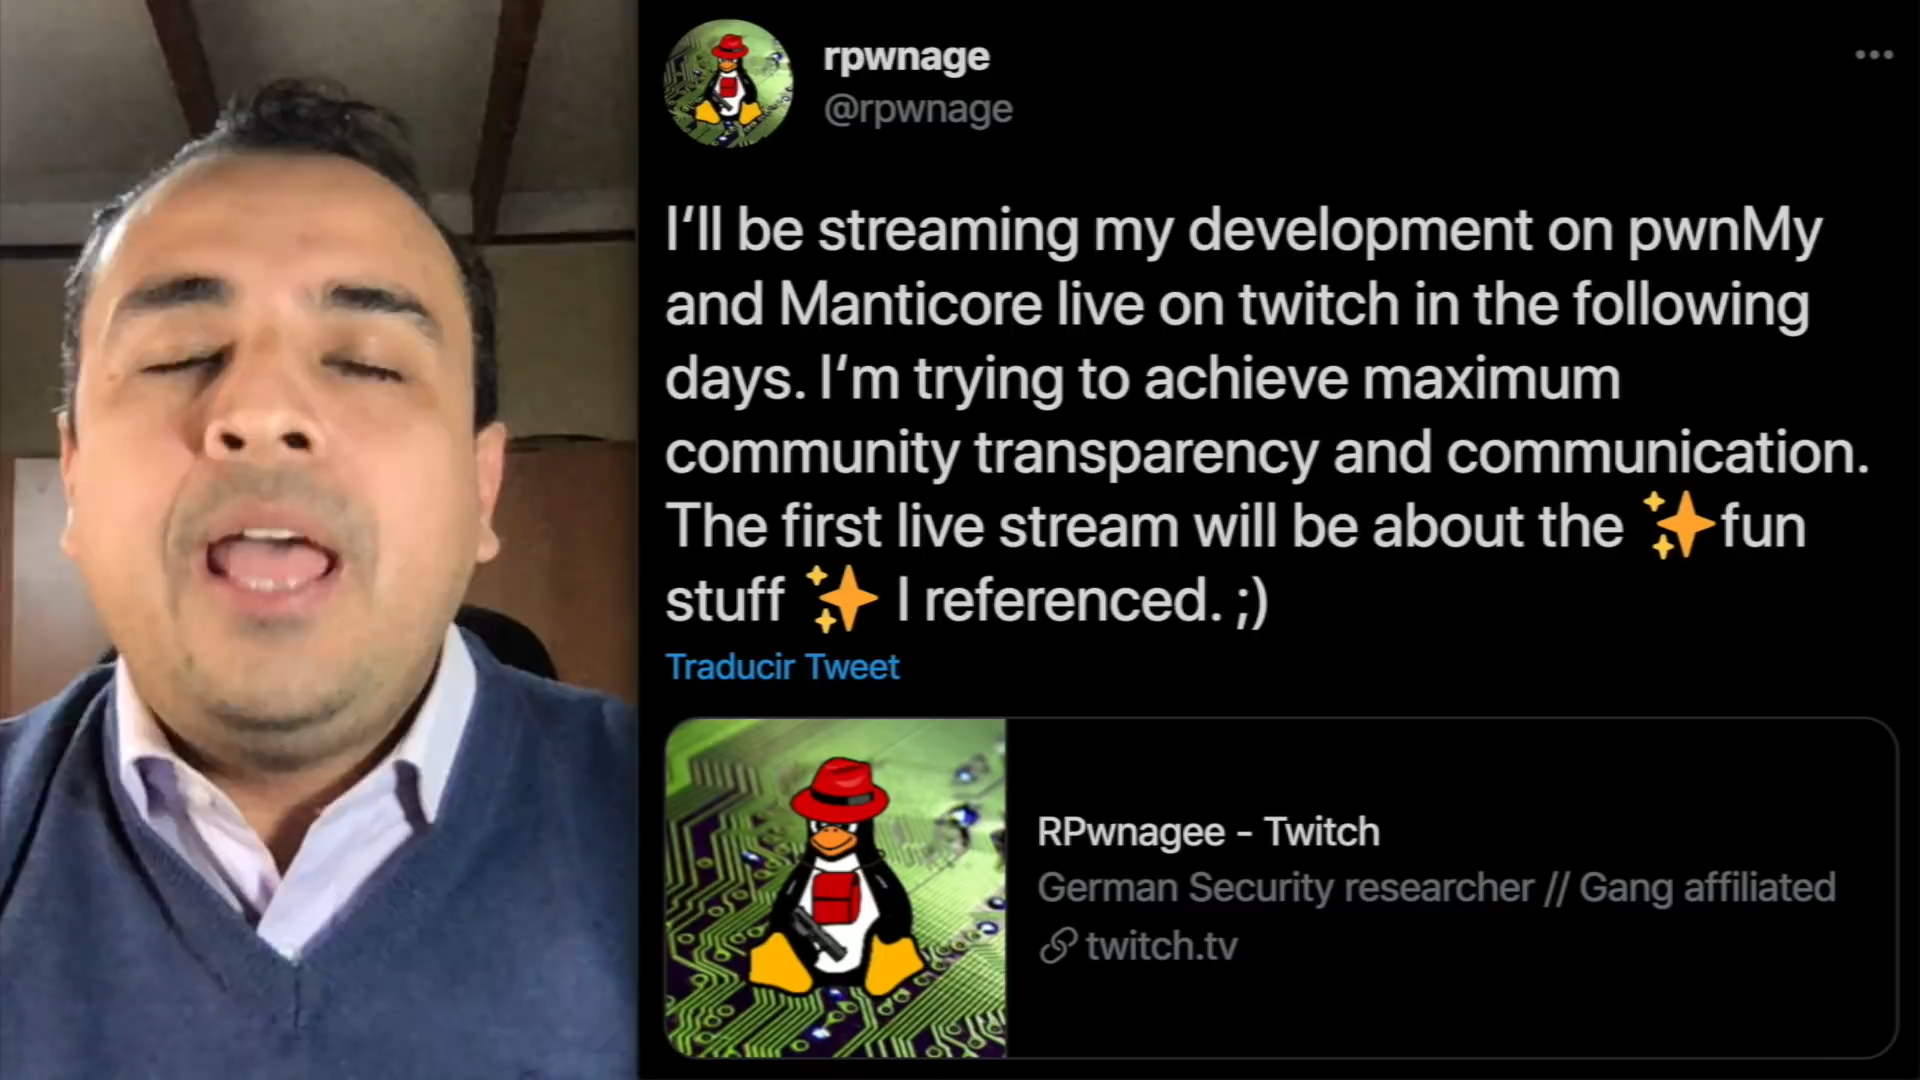 rpwnage
@rpwnage
I‘ll be streaming my development on pwnMy
and Manticore live on twitch in the following
days. I‘m trying to achieve maximum
community transparency and communication.
The first live stream will be about the ✨fun
stuff ✨ I referenced. ;)
Traducir Tweet
RPwnagee - Twitch
German Security researcher // Gang affiliated
twitch.tv